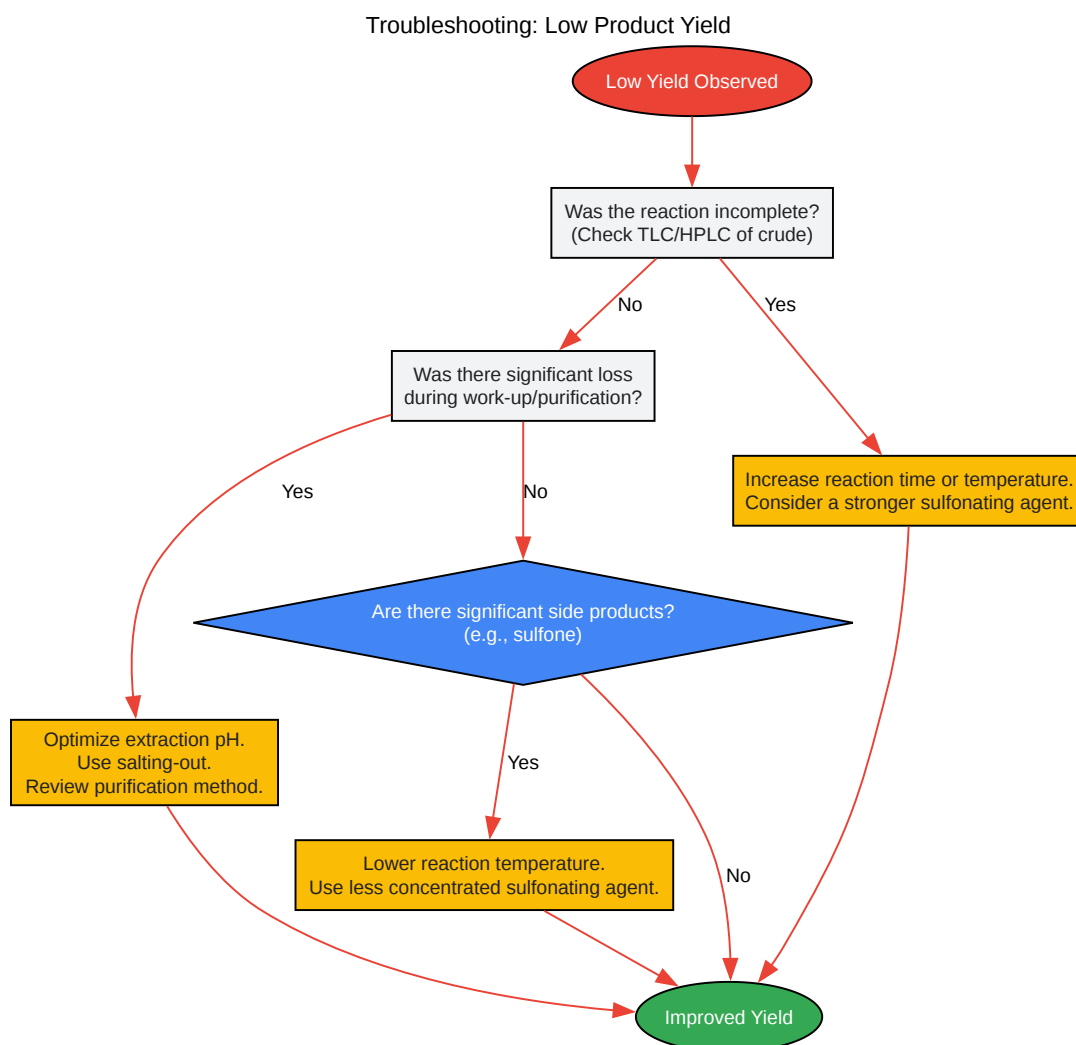 Troubleshooting: Low Product Yield
Low Yield Observed
Was the reaction incomplete?
(Check TLC/HPLC of crude)
No
Yes
Was there significant loss
during work-up/purification?
Increase reaction time or temperature.
Consider a stronger sulfonating agent.
Yes
No
Are there significant side products?
(e.g., sulfone)
Optimize extraction pH.
Use salting-out.
Review purification method.
Yes
No
Lower reaction temperature.
Use less concentrated sulfonating agent.
Improved Yield